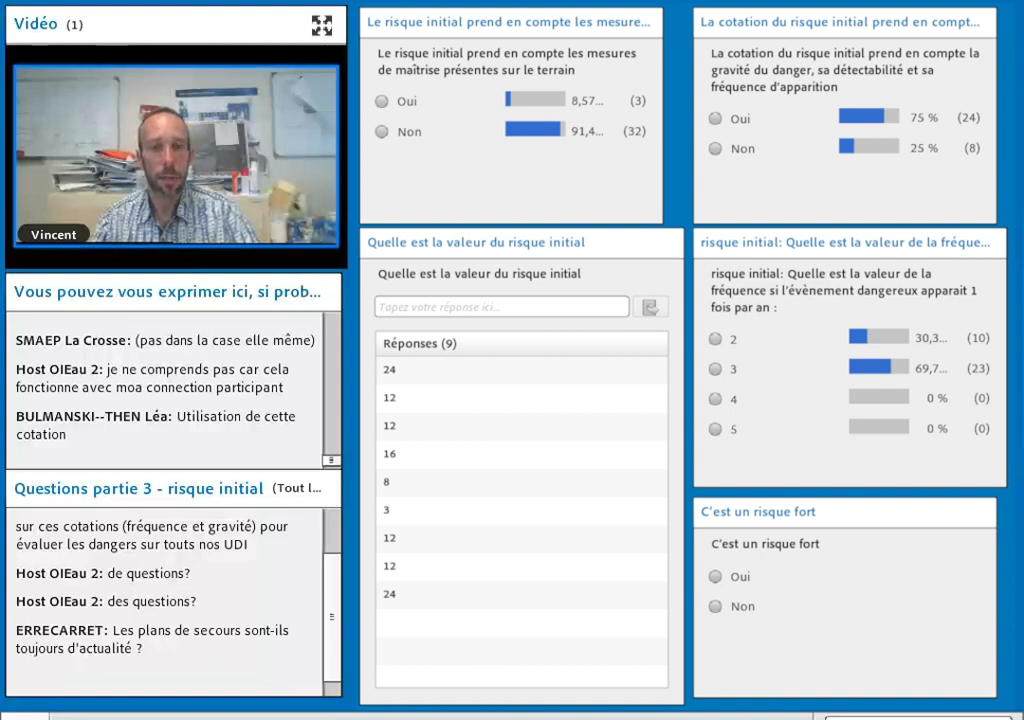 Vidéo (1)
Vincent
Vous pouvez vous exprimer ici, si prob...
SMAEP La Crosse: (pas dans la case elle même)
Host OIEau 2: je ne comprends pas car cela
fonctionne avec moa connection participant
BULMANSKI--THEN Léa: Utilisation de cette
cotation
Questions partie 3 - risque initial (Tout l...
sur ces cotations (fréquence et gravité) pour
évaluer les dangers sur touts nos UDI
Host OIEau 2: de questions?
Host OIEau 2: des questions?
ERRECARRET: Les plans de secours sont-ils
toujours d'actualité ?
Le risque initial prend en compte les mesure...
Le risque initial prend en compte les mesures
de maîtrise présentes sur le terrain
Oui 8,57... (3)
Non 91,4... (32)
Quelle est la valeur du risque initial
Quelle est la valeur du risque initial
Tapez votre réponse ici...
Réponses (9)
24
12
12
16
8
3
12
12
24
La cotation du risque initial prend en compt...
La cotation du risque initial prend en compte la
gravité du danger, sa détectabilité et sa
fréquence d'apparition
Oui 75 % (24)
Non 25 % (8)
risque initial: Quelle est la valeur de la fréque...
risque initial: Quelle est la valeur de la
fréquence si l'évènement dangereux apparait 1
fois par an :
2 30,3... (10)
3 69,7... (23)
4 0 % (0)
5 0 % (0)
C'est un risque fort
C'est un risque fort
Oui
Non